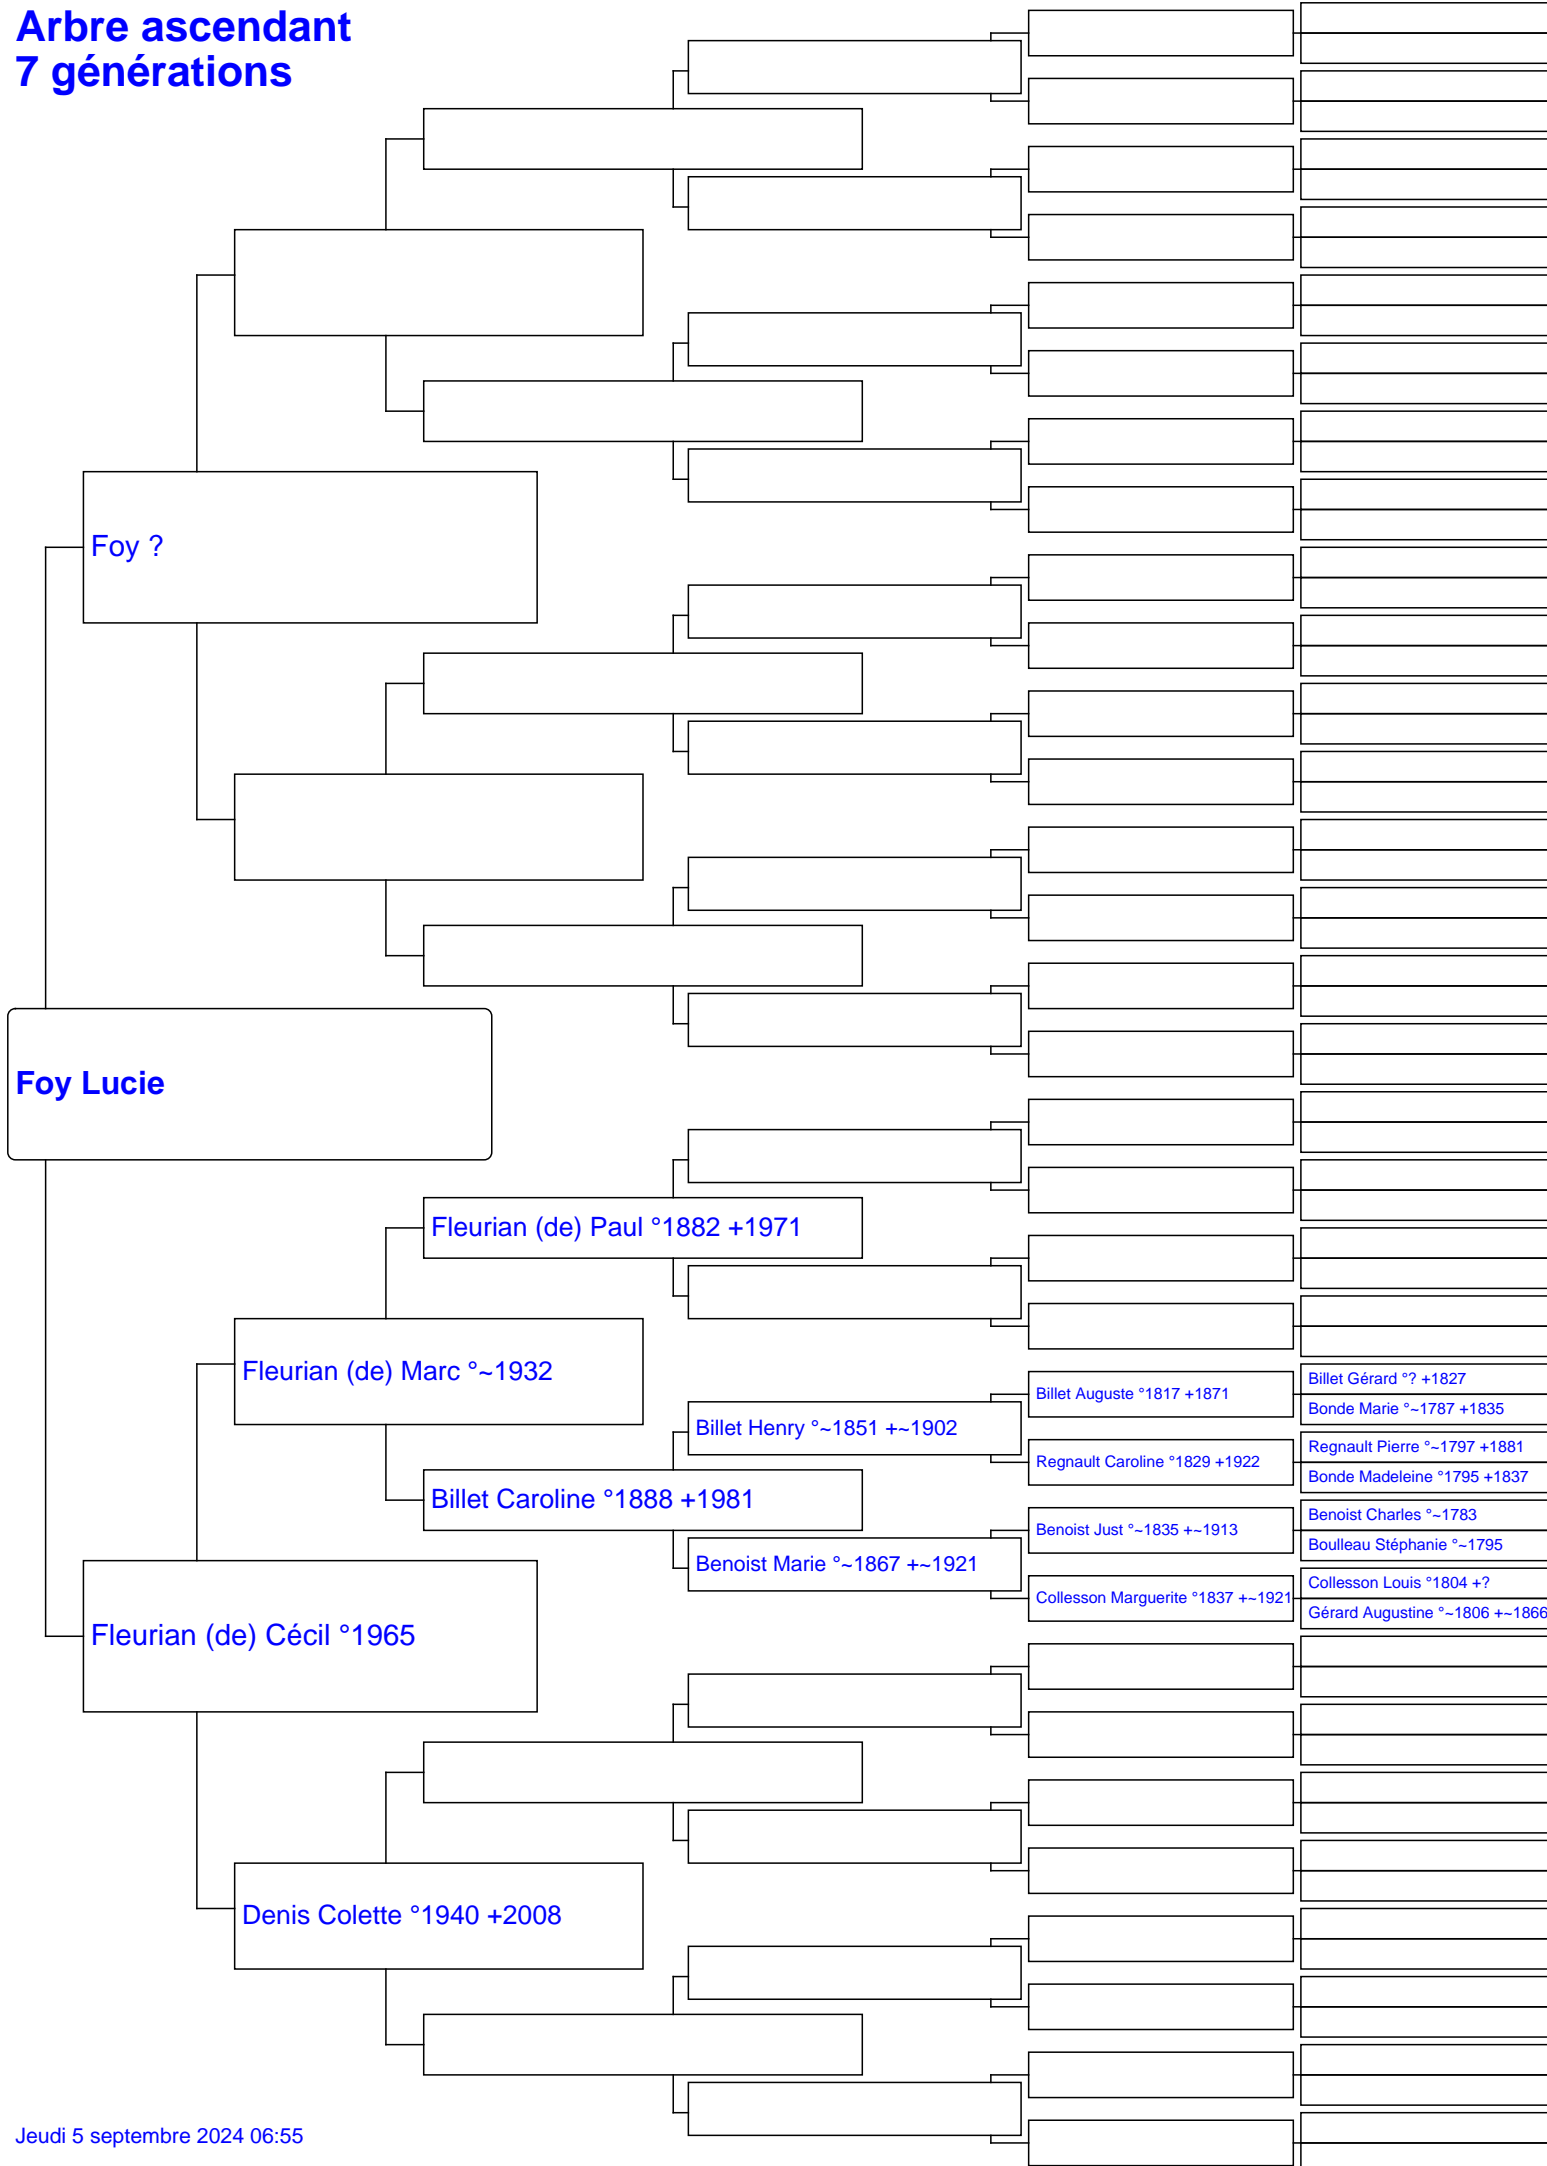 Arbre ascendant
7 générations
Foy ?
Foy Lucie
Fleurian (de) Paul °1882 +1971
Fleurian (de) Marc °~1932
Billet Auguste °1817 +1871
Billet Gérard °? +1827
Bonde Marie °~1787 +1835
Billet Henry °~1851 +~1902
Regnault Caroline °1829 +1922
Regnault Pierre °~1797 +1881
Bonde Madeleine °1795 +1837
Billet Caroline °1888 +1981
Benoist Just °~1835 +~1913
Benoist Charles °~1783
Boulleau Stéphanie °~1795
Benoist Marie °~1867 +~1921
Collesson Marguerite °1837 +~1921
Collesson Louis °1804 +?
Gérard Augustine °~1806 +~1866
Fleurian (de) Cécil °1965
Denis Colette °1940 +2008
Jeudi 5 septembre 2024 06:55